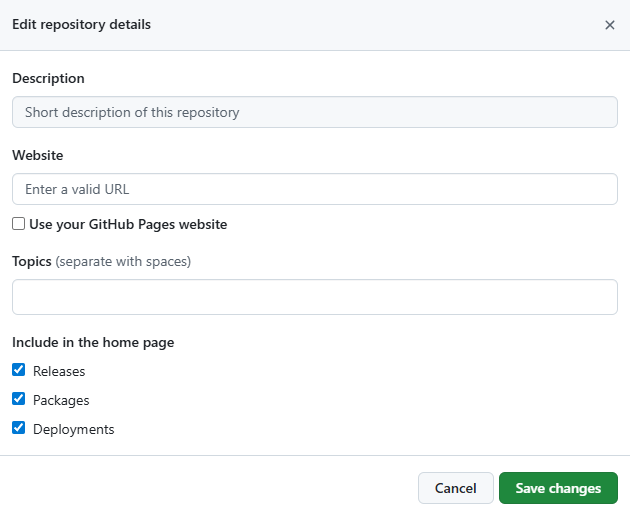 Edit repository details
Description
Short description of this repository
Website
Enter a valid URL
Use your GitHub Pages website
Topics (separate with spaces)
Include in the home page
Releases
Packages
Deployments
Cancel Save changes